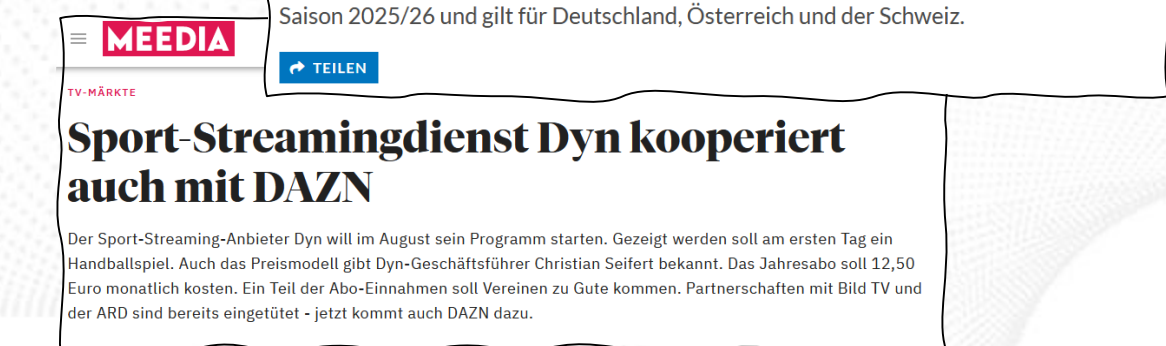 Saison 2025/26 und gilt für Deutschland, Österreich und der Schweiz.
TEILEN
MEEDIA
TV-MÄRKTE
Sport-Streamingdienst Dyn kooperiert
auch mit DAZN
Der Sport-Streaming-Anbieter Dyn will im August sein Programm starten. Gezeigt werden soll am ersten Tag ein
Handballspiel. Auch das Preismodell gibt Dyn-Geschäftsführer Christian Seifert bekannt. Das Jahresabo soll 12,50
Euro monatlich kosten. Ein Teil der Abo-Einnahmen soll Vereinen zu Gute kommen. Partnerschaften mit Bild TV und
der ARD sind bereits eingetütet - jetzt kommt auch DAZN dazu.